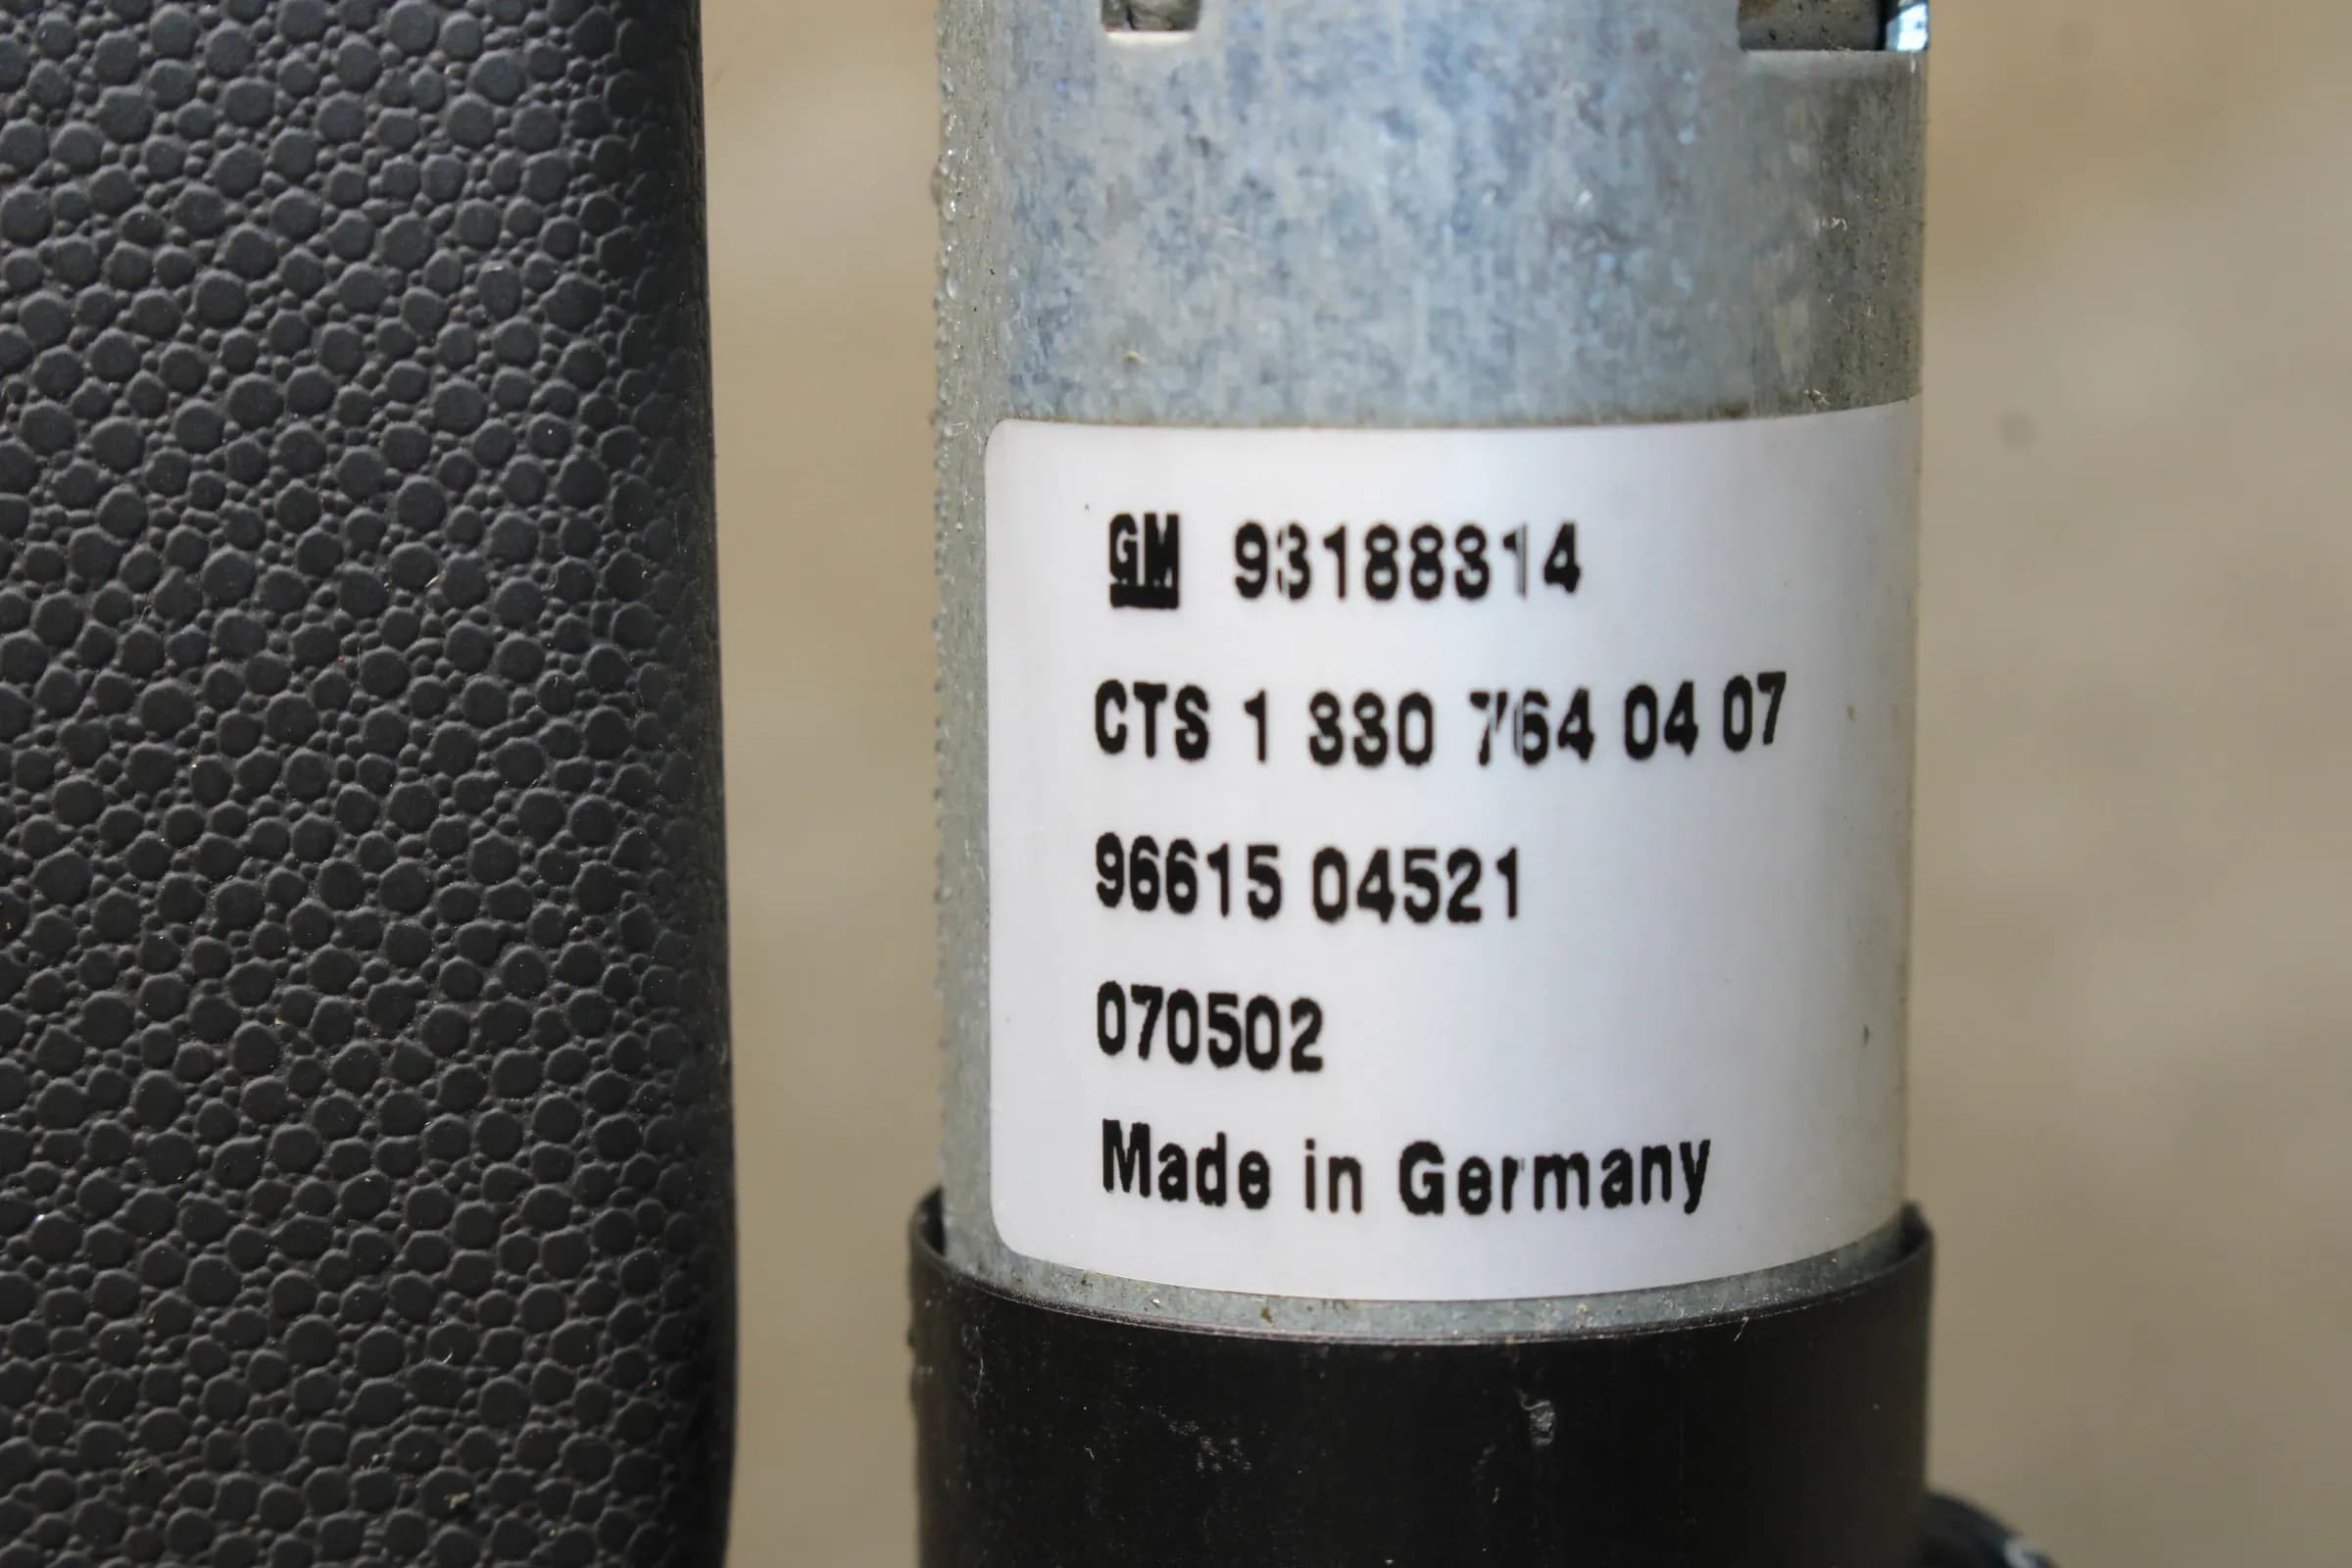 GM 93188314
CTS 1 330 764 04 07
96615 04521
070502
Made in Germany